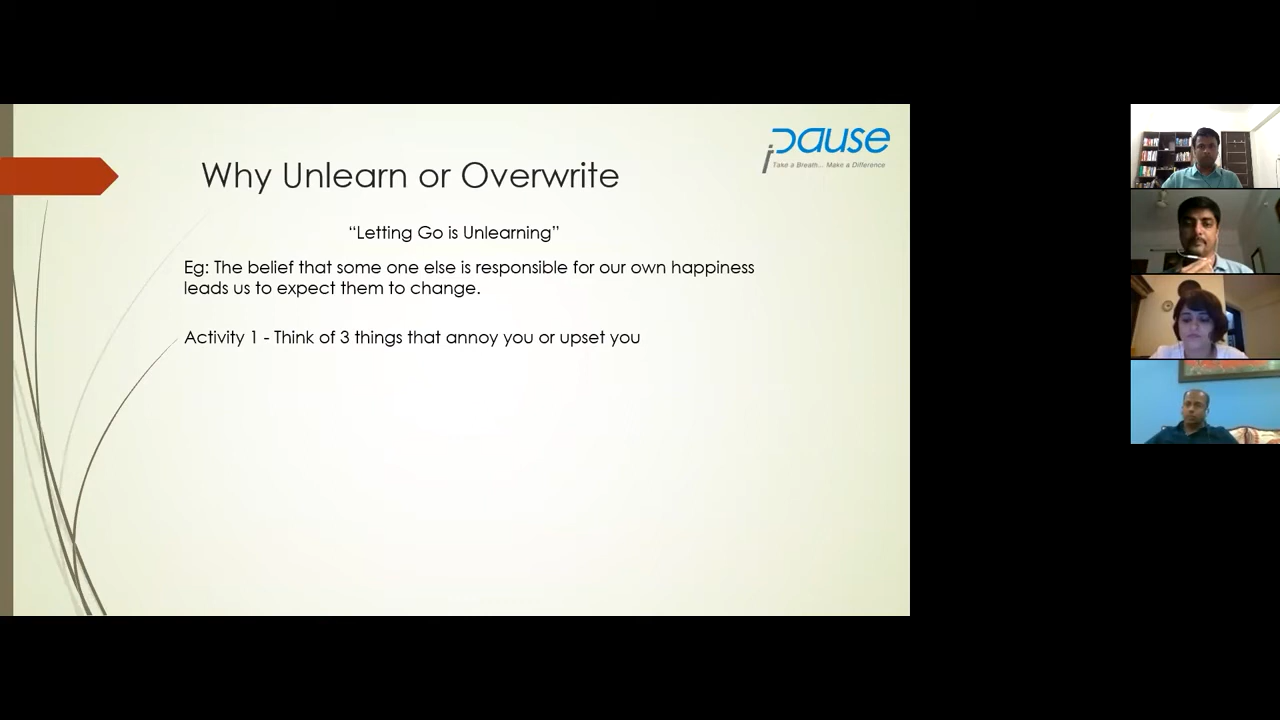 iPause
Take a Breath... Make a Difference
Why Unlearn or Overwrite
“Letting Go is Unlearning”
Eg: The belief that some one else is responsible for our own happiness
leads us to expect them to change.
Activity 1 - Think of 3 things that annoy you or upset you